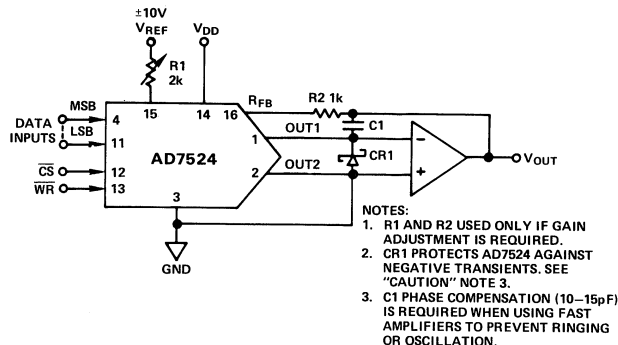 ±10V
VREF
VDD
R1
2k
RFB
R2 1k
MSB
15
14
16
4
DATA
INPUTS
LSB
11
1
OUT1
C1
−
AD7524
CR1
VOUT
2
OUT2
+
CS
12
WR
13
3
GND
NOTES:
1. R1 AND R2 USED ONLY IF GAIN
ADJUSTMENT IS REQUIRED.
2. CR1 PROTECTS AD7524 AGAINST
NEGATIVE TRANSIENTS. SEE
"CAUTION" NOTE 3.
3. C1 PHASE COMPENSATION (10–15pF)
IS REQUIRED WHEN USING FAST
AMPLIFIERS TO PREVENT RINGING
OR OSCILLATION.